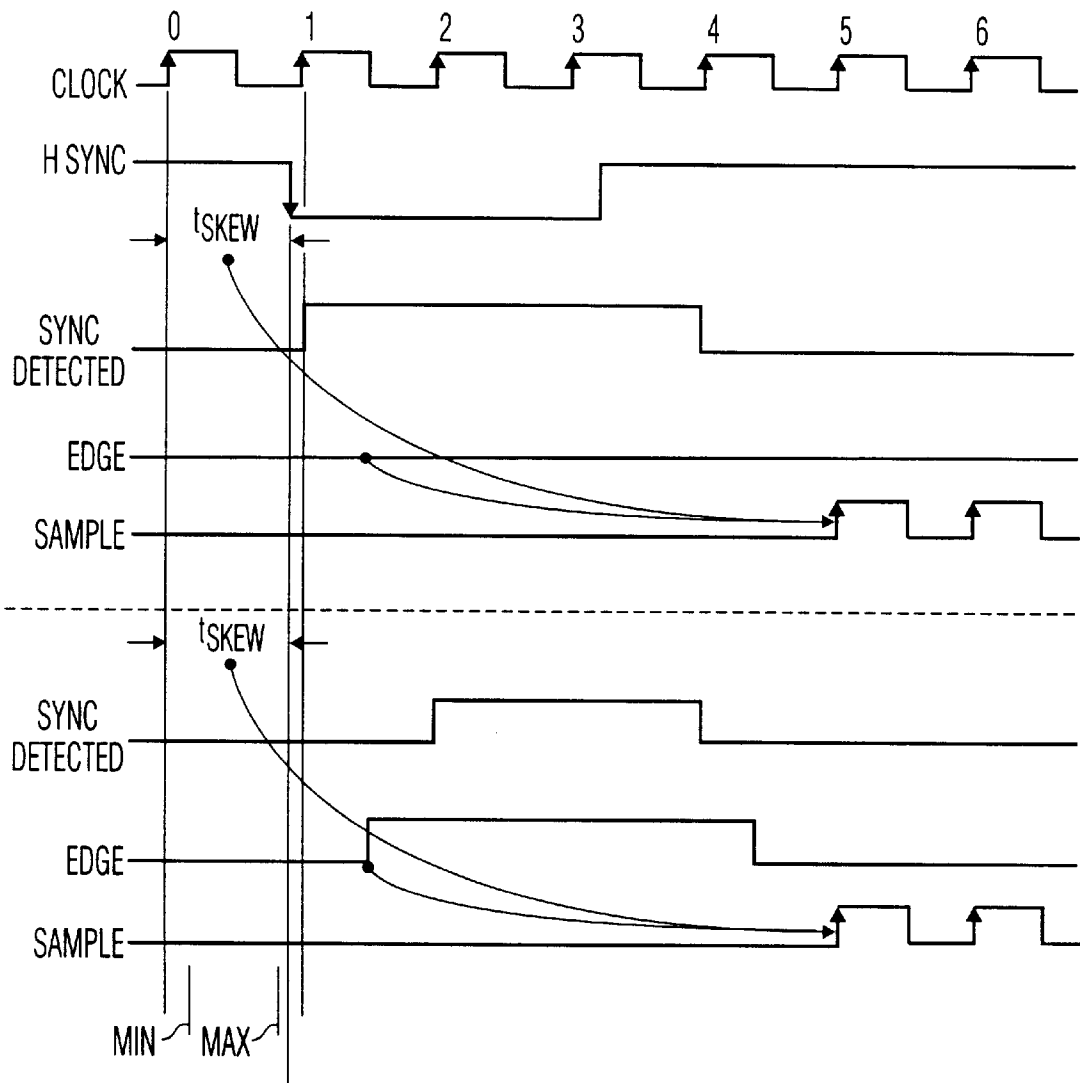 0 1 2 3 4 5 6
CLOCK
H SYNC
tSKEW
SYNC
DETECTED
EDGE
SAMPLE
tSKEW
SYNC
DETECTED
EDGE
SAMPLE
MIN MAX